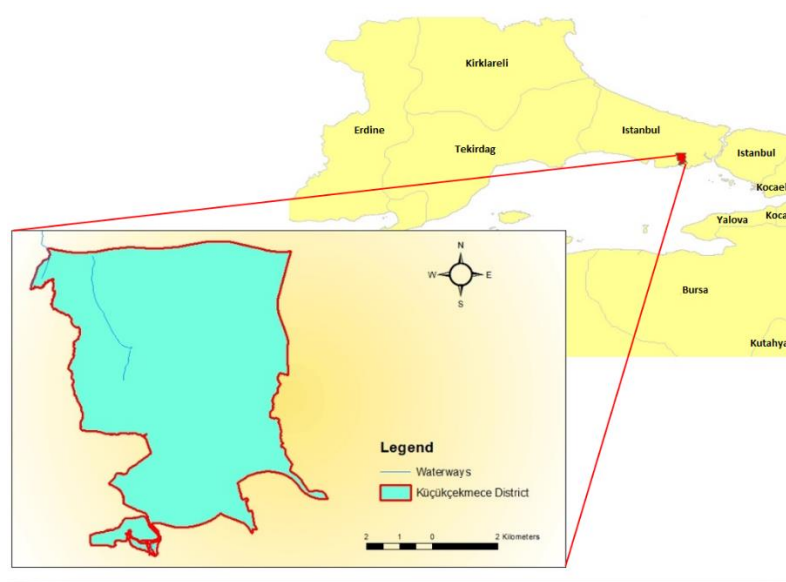 Kirklareli
Erdine
Tekirdag
Istanbul
Istanbul
Kocael
Yalova
Koca
Bursa
Kutahya
N
W
E
S
Legend
Waterways
Küçükçekmece District
2 1 0 2 Kilometers